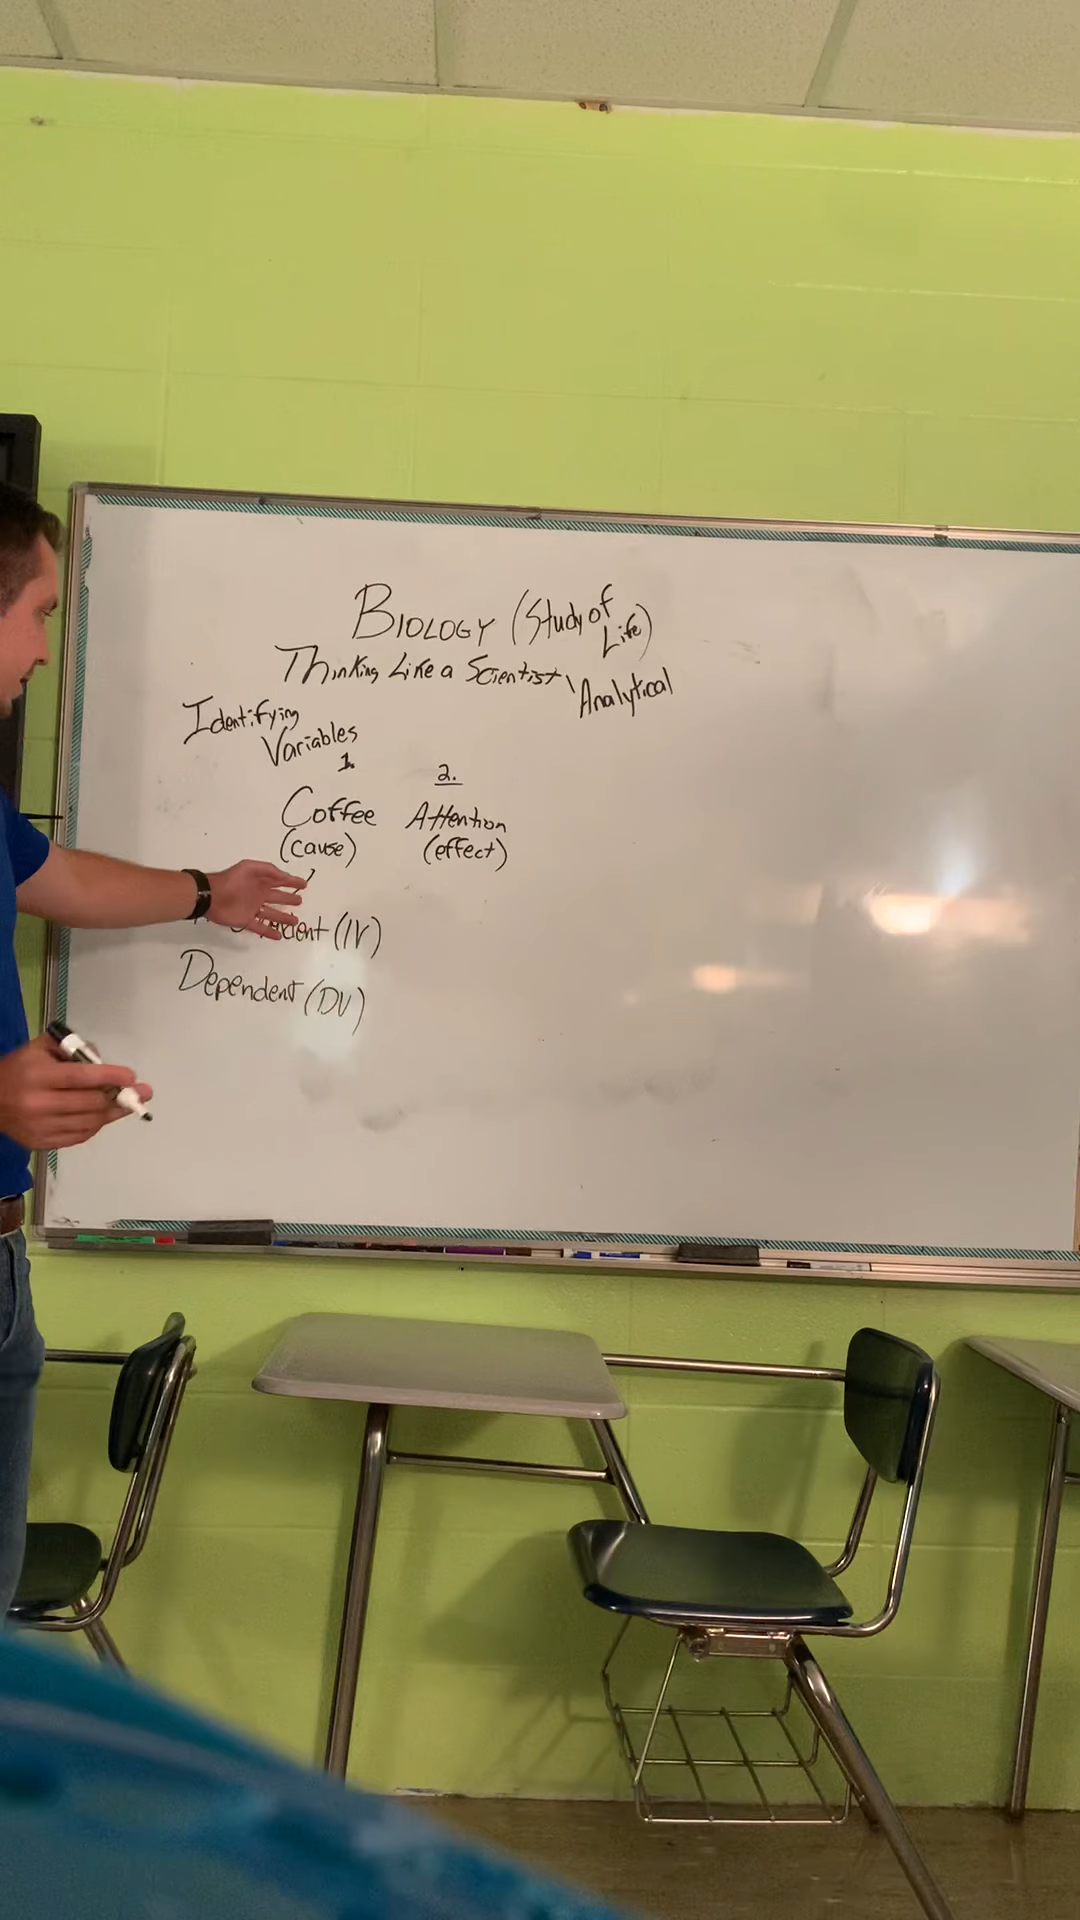 BIOLOGY (Study of Life)
Thinking Like a Scientist \ Analytical
Identifying
Variables
1. 2.
Coffee Attention
(cause) (effect)
(IV)
Dependent (DV)